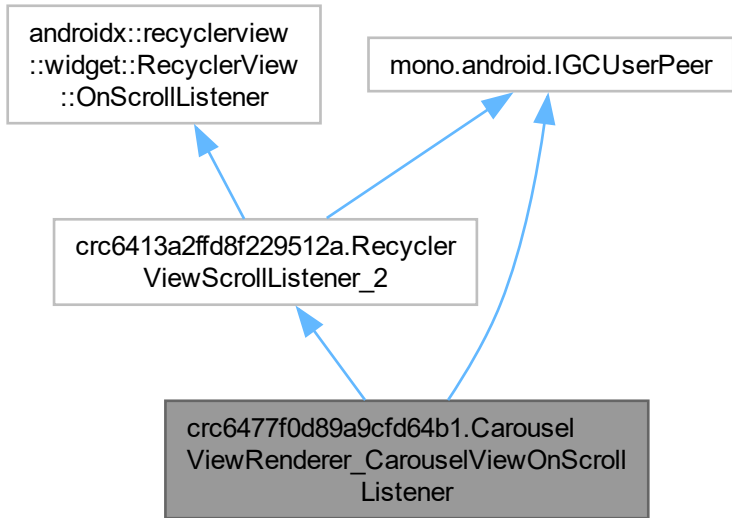 androidx::recyclerview
::widget::RecyclerView
::OnScrollListener
mono.android.IGCUserPeer
crc6413a2ffd8f229512a.Recycler
ViewScrollListener_2
crc6477f0d89a9cfd64b1.Carousel
ViewRenderer_CarouselViewOnScroll
Listener